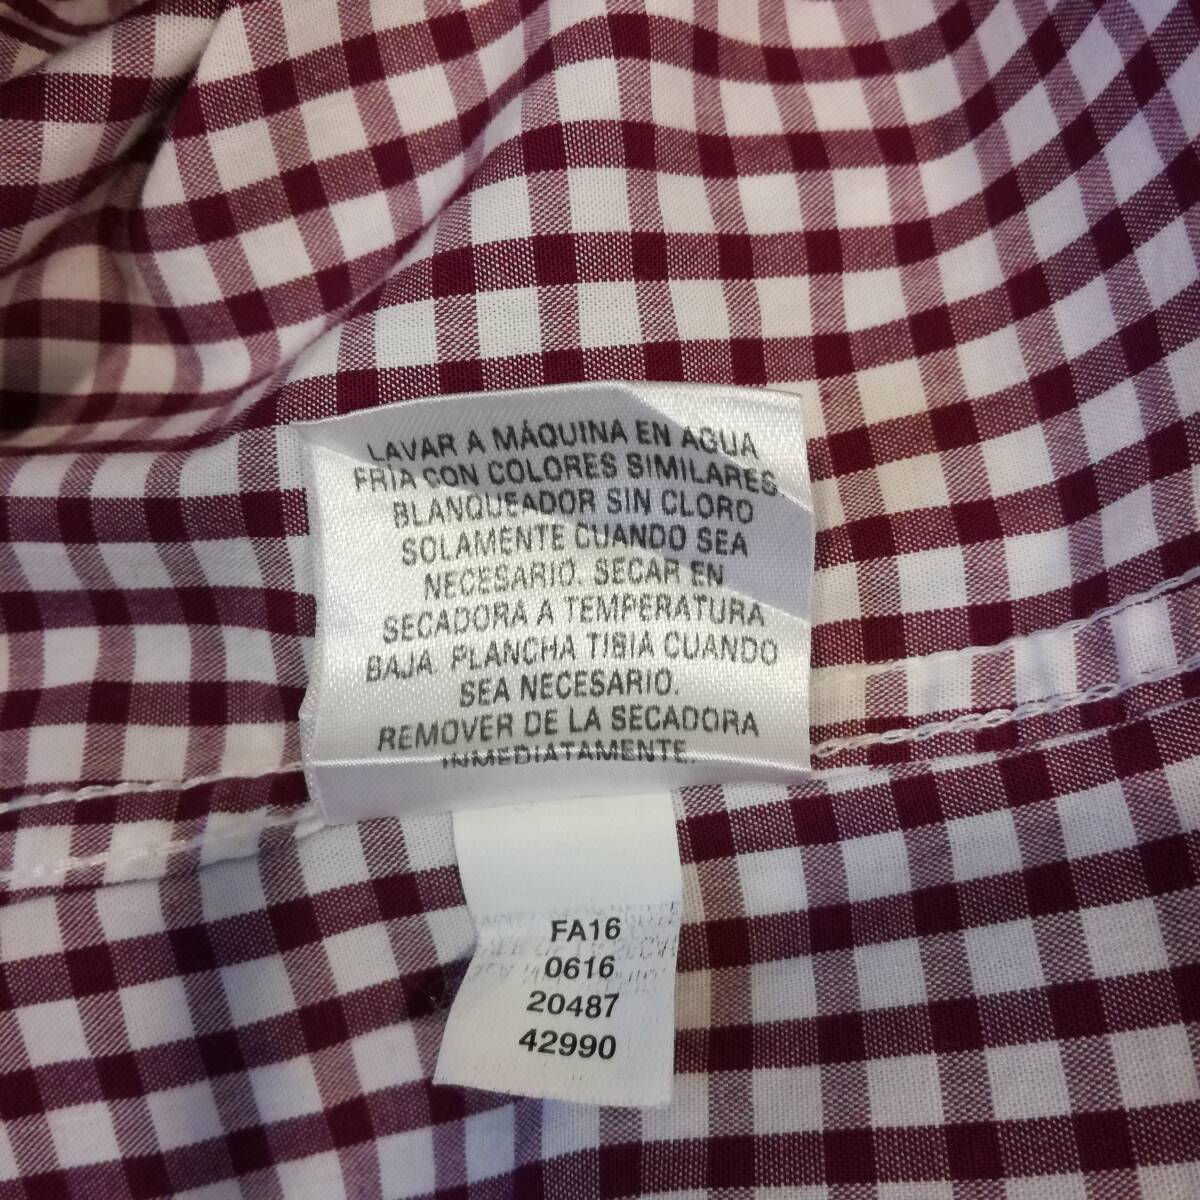 LAVAR A MÁQUINA EN AGUA
FRÍA CON COLORES SIMILARES.
BLANQUEADOR SIN CLORO
SOLAMENTE CUANDO SEA
NECESARIO. SECAR EN
SECADORA A TEMPERATURA
BAJA. PLANCHA TIBIA CUANDO
SEA NECESARIO.
REMOVER DE LA SECADORA
INMEDIATAMENTE.
FA16
0616
20487
42990